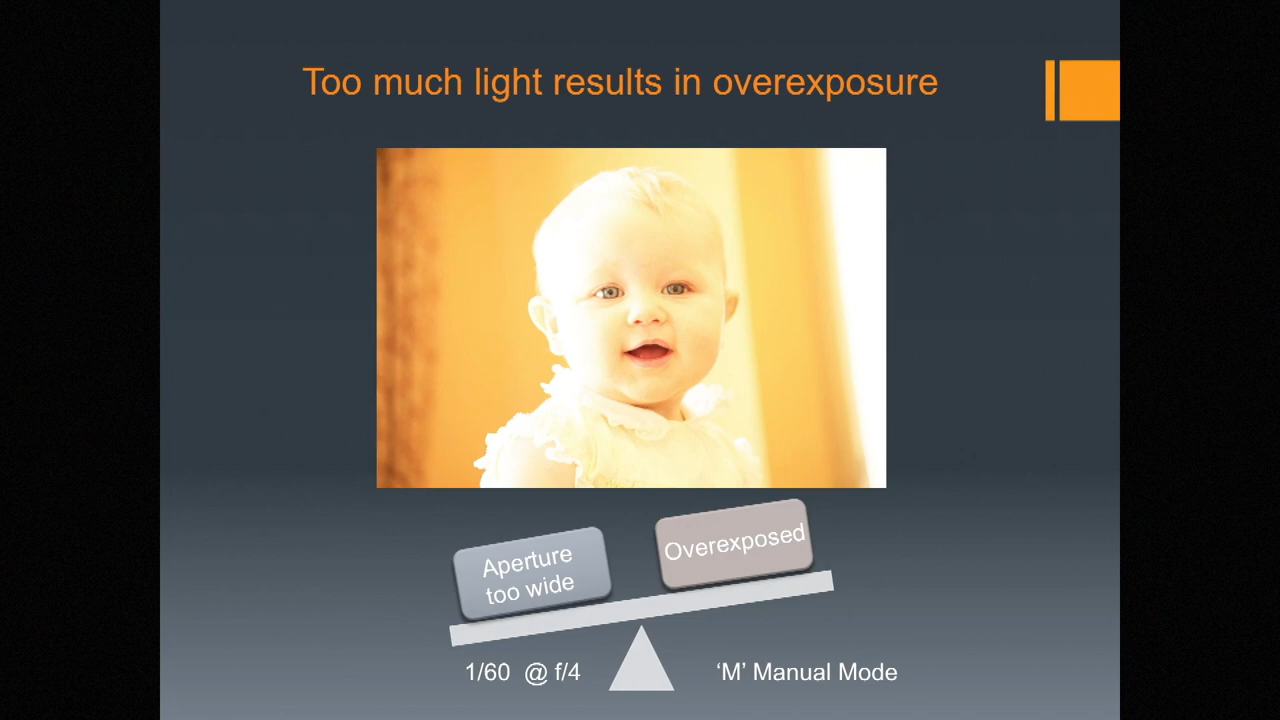 Too much light results in overexposure
Aperture
too wide
Overexposed
1/60 @ f/4
‘M’ Manual Mode